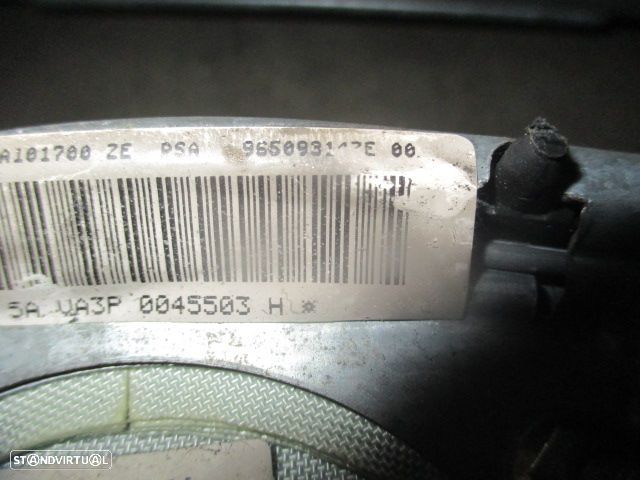 A101700 ZE PSA
5A VA3P 0045503 H
STANDVIRTUAL